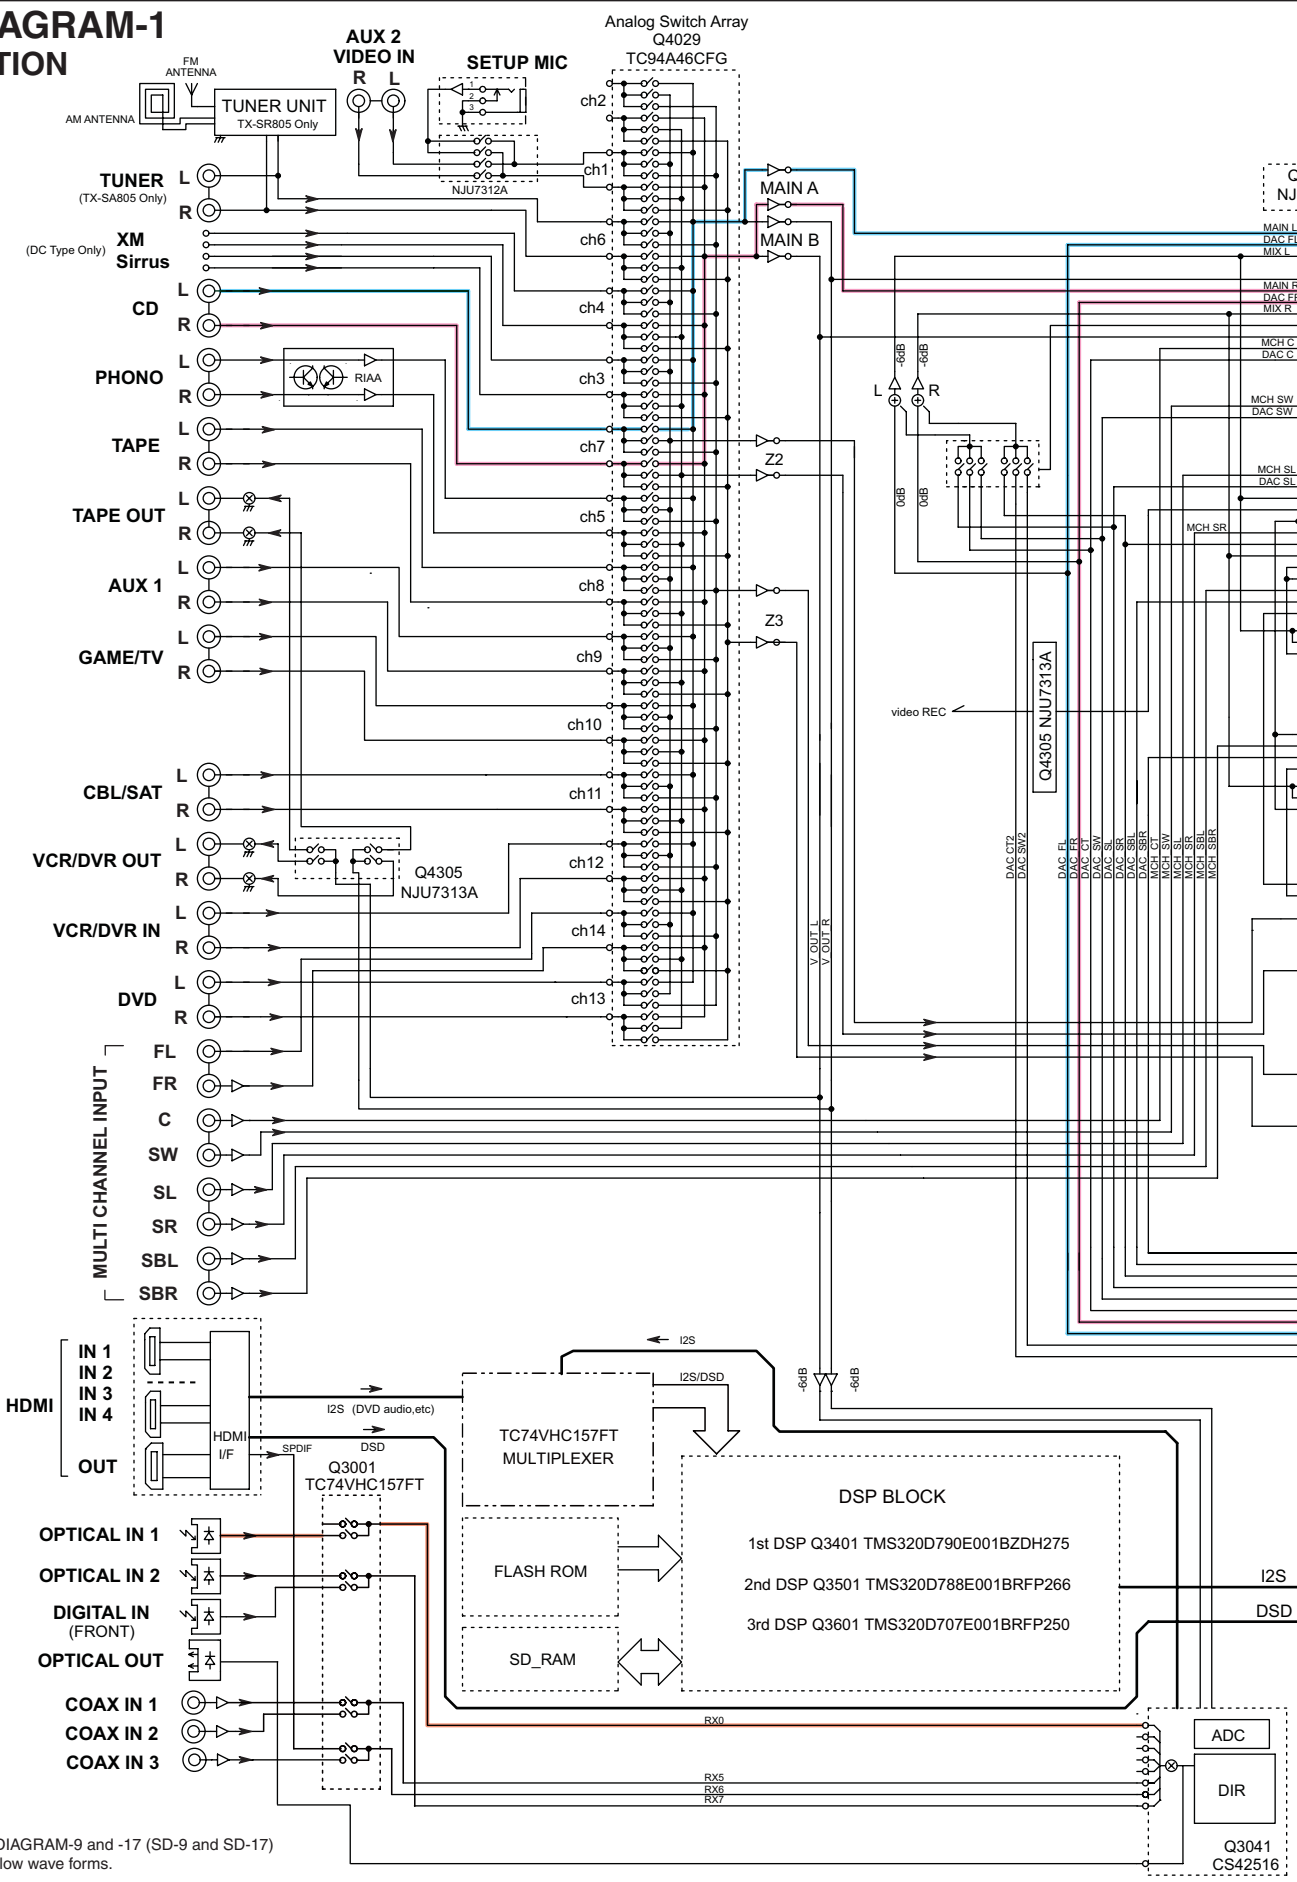 AGRAM-1
TION
AUX 2
VIDEO IN
R L
SETUP MIC
Analog Switch Array
Q4029
TC94A46CFG
FM
ANTENNA
AM ANTENNA
TUNER UNIT
TX-SR805 Only
1
2
3
NJU7312A
ch2
ch1
ch6
ch4
ch3
ch7
ch5
ch8
ch9
ch10
ch11
ch12
ch14
ch13
TUNER L
(TX-SA805 Only)
R
XM
(DC Type Only)
Sirrus
L
CD
R
L
PHONO
R
RIAA
L
TAPE
R
L
TAPE OUT
R
L
AUX 1
R
L
GAME/TV
R
L
CBL/SAT
R
L
VCR/DVR OUT
R
Q4305
NJU7313A
L
VCR/DVR IN
R
L
DVD
R
MULTI CHANNEL INPUT
FL
FR
C
SW
SL
SR
SBL
SBR
MAIN A
MAIN B
Z2
Z3
Q
NJ
MAIN L
DAC FL
MIX L
MAIN R
DAC FR
MIX R
MCH C
DAC C
MCH SW
DAC SW
MCH SL
DAC SL
MCH SR
-6dB
-6dB
L R
0dB
0dB
video REC
Q4305 NJU7313A
V OUT L
V OUT R
DAC CT2
DAC SW2
DAC FL
DAC FR
DAC CT
DAC SW
DAC SL
DAC SR
DAC SBL
DAC SBR
MCH CT
MCH SW
MCH SL
MCH SR
MCH SBL
MCH SBR
HDMI
IN 1
IN 2
IN 3
IN 4
OUT
HDMI
I/F
I2S (DVD audio,etc)
DSD
SPDIF
Q3001
TC74VHC157FT
I2S
I2S/DSD
-6dB
-6dB
TC74VHC157FT
MULTIPLEXER
FLASH ROM
SD_RAM
DSP BLOCK
1st DSP Q3401 TMS320D790E001BZDH275
2nd DSP Q3501 TMS320D788E001BRFP266
3rd DSP Q3601 TMS320D707E001BRFP250
I2S
DSD
OPTICAL IN 1
OPTICAL IN 2
DIGITAL IN
(FRONT)
OPTICAL OUT
COAX IN 1
COAX IN 2
COAX IN 3
RX0
RX5
RX6
RX7
ADC
DIR
Q3041
CS42516
DIAGRAM-9 and -17 (SD-9 and SD-17)
low wave forms.